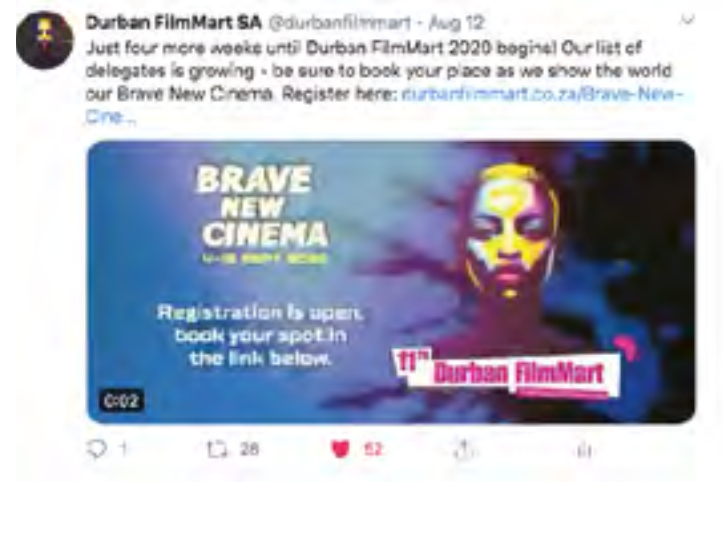 Durban FilmMart SA @durbanfilmmart - Aug 12
Just four more weeks until Durban FilmMart 2020 begins! Our list of
delegates is growing - be sure to book your place as we show the world
our Brave New Cinema. Register here: durbanfilmmart.co.za/Brave-New-
Cine...
BRAVE
NEW
CINEMA
SEPT 2020
Registration is open,
book your spot in
the link below.
11th Durban FilmMart
0:02
1 28 52